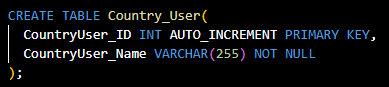 CREATE TABLE Country_User(
CountryUser_ID INT AUTO_INCREMENT PRIMARY KEY,
CountryUser_Name VARCHAR(255) NOT NULL
);